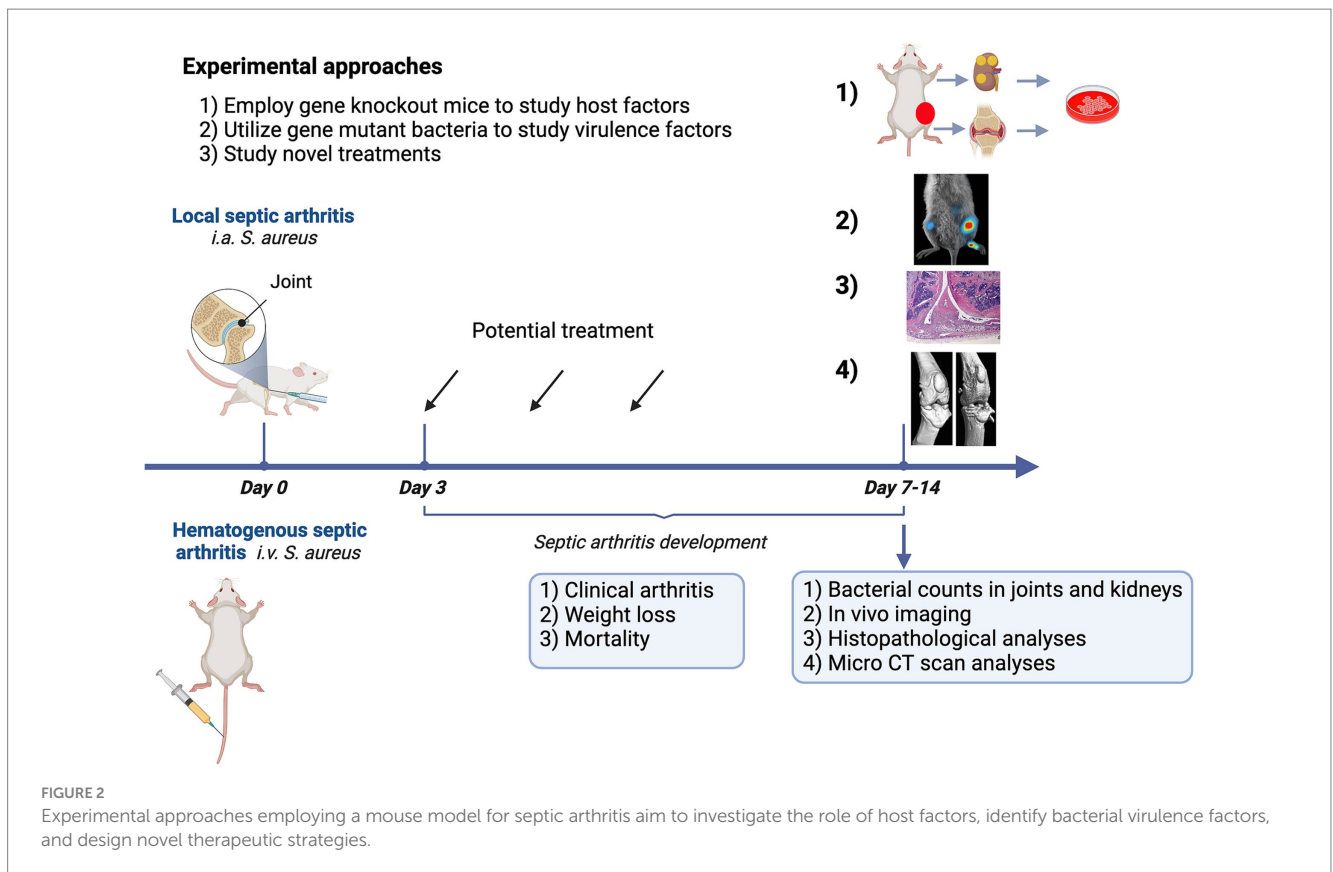 Experimental approaches
1) Employ gene knockout mice to study host factors
2) Utilize gene mutant bacteria to study virulence factors
3) Study novel treatments
1)
2)
3)
4)
Local septic arthritis
i.a. S. aureus
Joint
Potential treatment
Day 0
Day 3
Day 7-14
Hematogenous septic
arthritis i.v. S. aureus
Septic arthritis development
1) Clinical arthritis
2) Weight loss
3) Mortality
1) Bacterial counts in joints and kidneys
2) In vivo imaging
3) Histopathological analyses
4) Micro CT scan analyses
FIGURE 2
Experimental approaches employing a mouse model for septic arthritis aim to investigate the role of host factors, identify bacterial virulence factors,
and design novel therapeutic strategies.